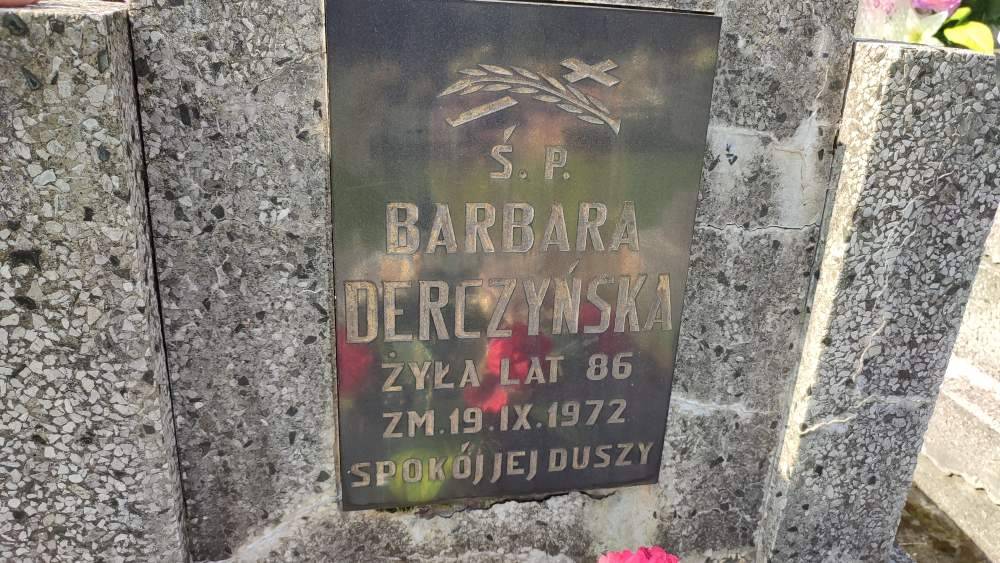 Ś. P.
BARBARA
DERCZYŃSKA
ŻYŁA LAT 86
ZM. 19.IX.1972
SPOKÓJ JEJ DUSZY